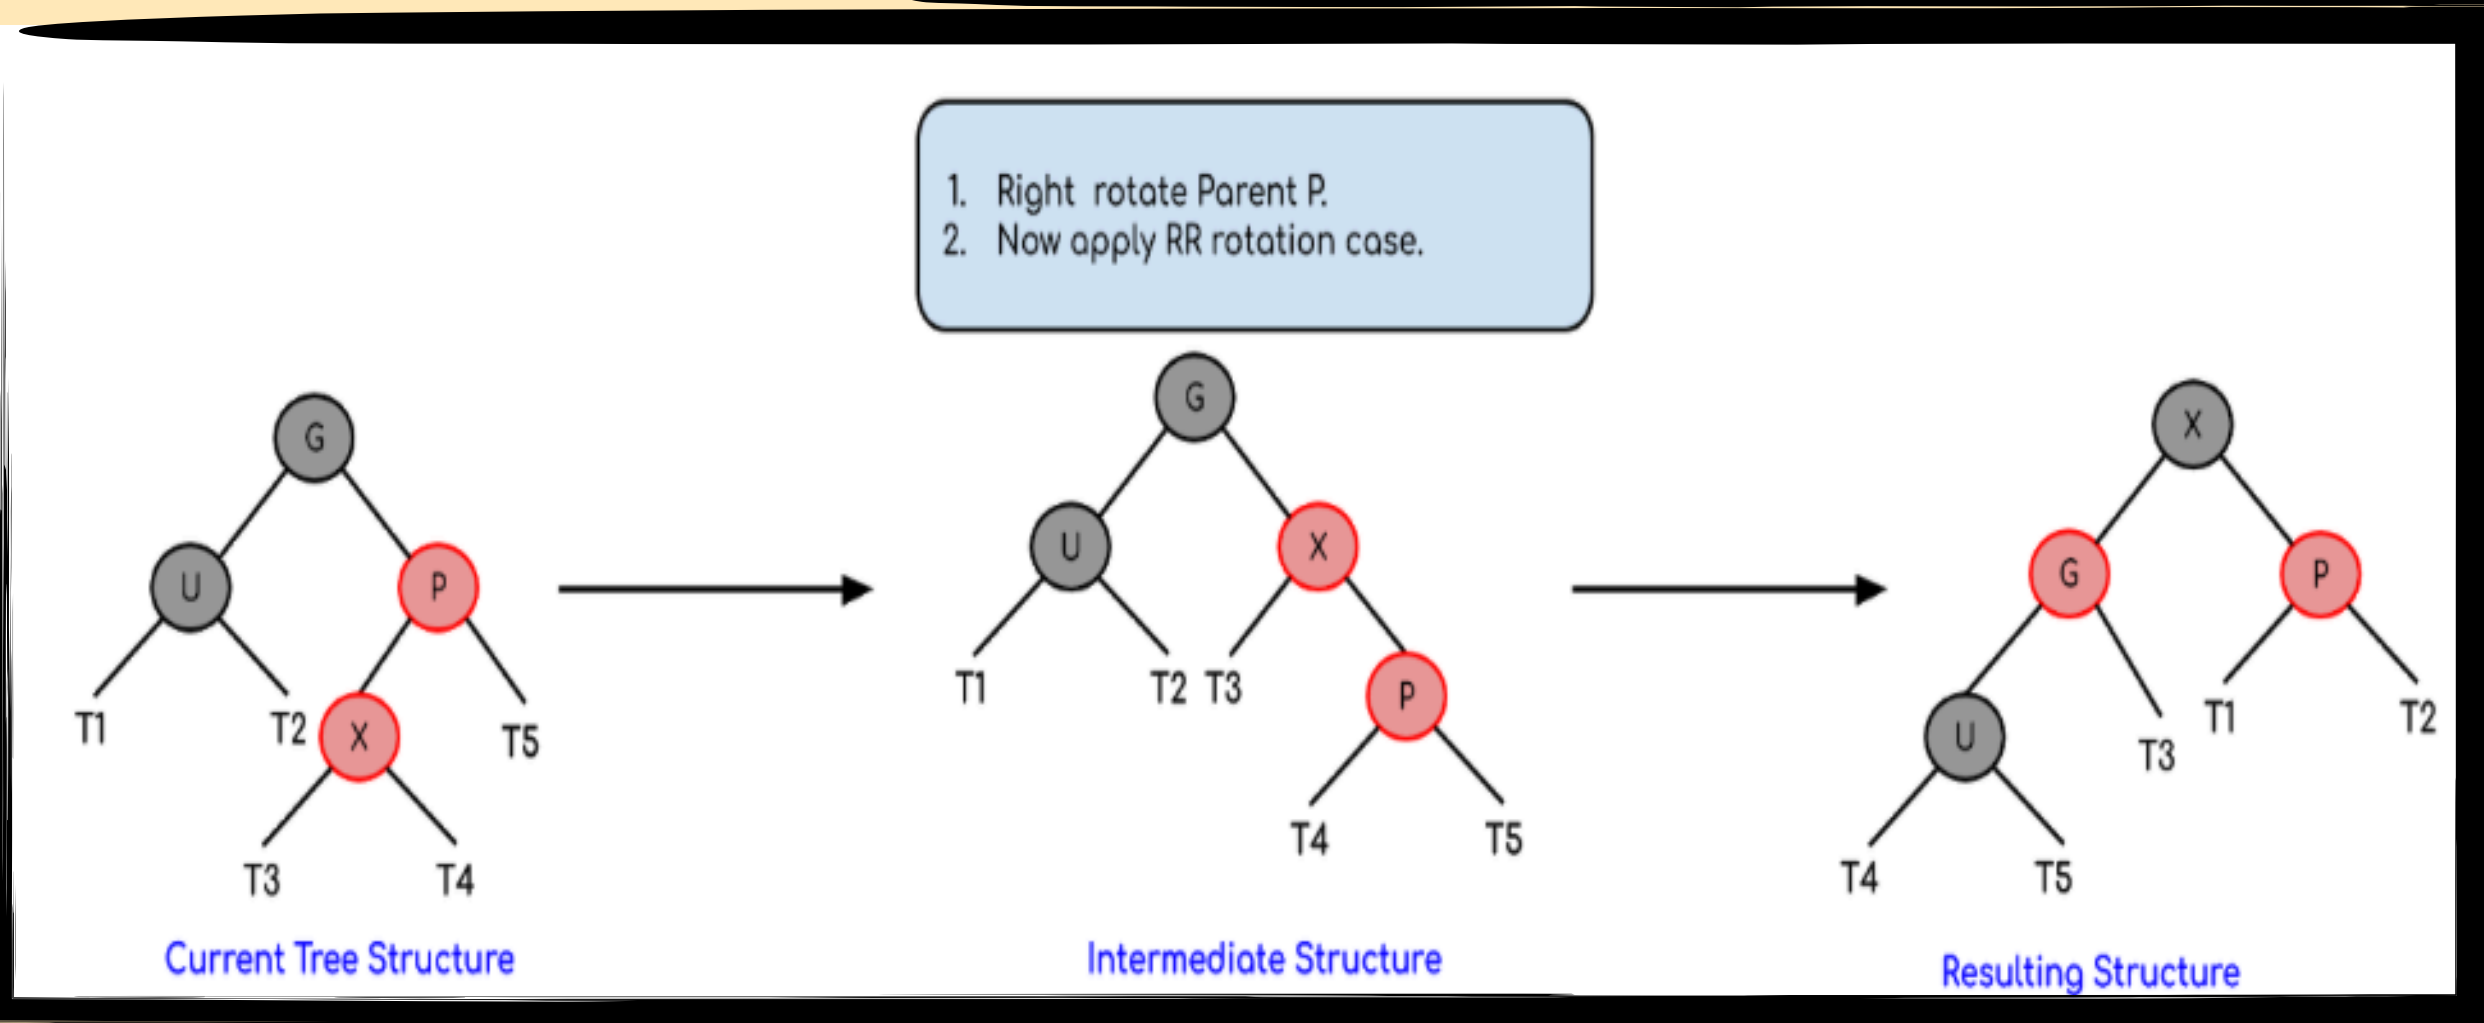 1. Right rotate Parent P.
2. Now apply RR rotation case.
G
U
P
T1
T2
X
T5
T3
T4
Current Tree Structure
G
U
X
T1
T2
T3
P
T4
T5
Intermediate Structure
X
G
P
U
T3
T1
T2
T4
T5
Resulting Structure